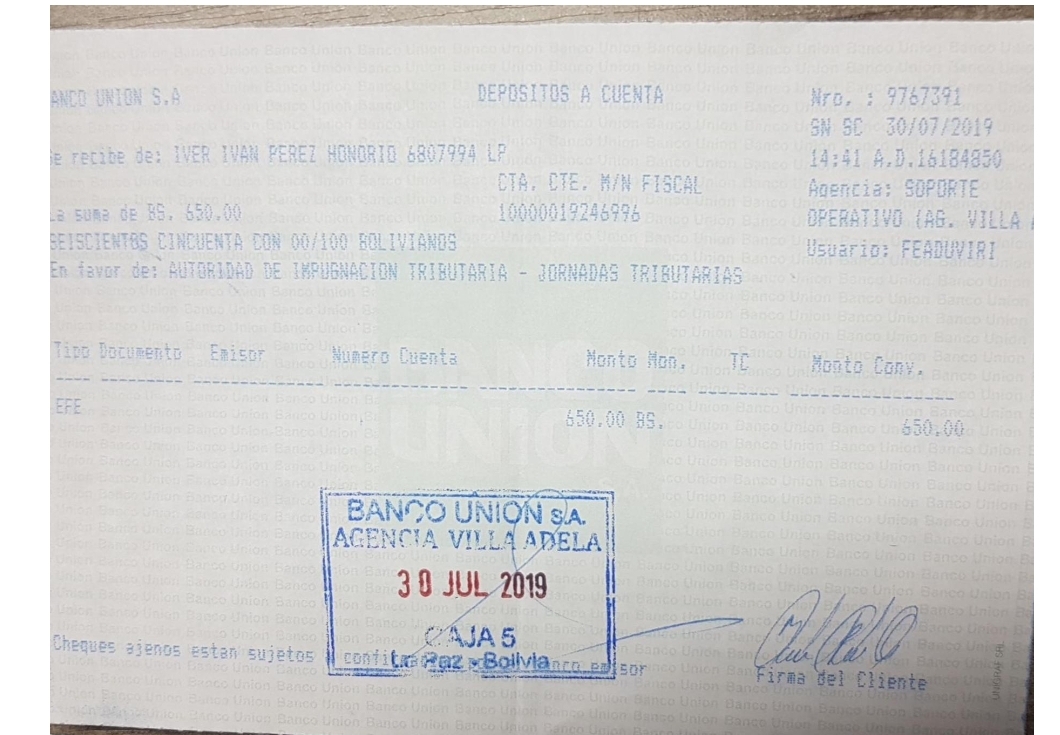 ANCO UNION S.A DEPOSITOS A CUENTA Nro. : 9767391
SN SC 30/07/2019
e recibe de: IVER IVAN PEREZ HONORIO 6807994 LP 14:41 A.D.16184850
CTA. CTE. M/N FISCAL Agencia: SOPORTE
a suma de BS. 650.00 10000019246996 OPERATIVO (AG. VILLA
SEISCIENTOS CINCUENTA CON 00/100 BOLIVIANOS Usuario: FEADUVIRI
En favor de: AUTORIDAD DE IMPUGNACION TRIBUTARIA - JORNADAS TRIBUTARIAS
Tipo Documento Emisor Numero Cuenta Monto Mon. TC Monto Conv.
EFE 650.00 BS. 650.00
BANCO UNION
BANCO UNION S.A.
AGENCIA VILLA ADELA
30 JUL 2019
CAJA 5
La Paz - Bolivia
Cheques ajenos estan sujetos a banco emisor
Firma del Cliente